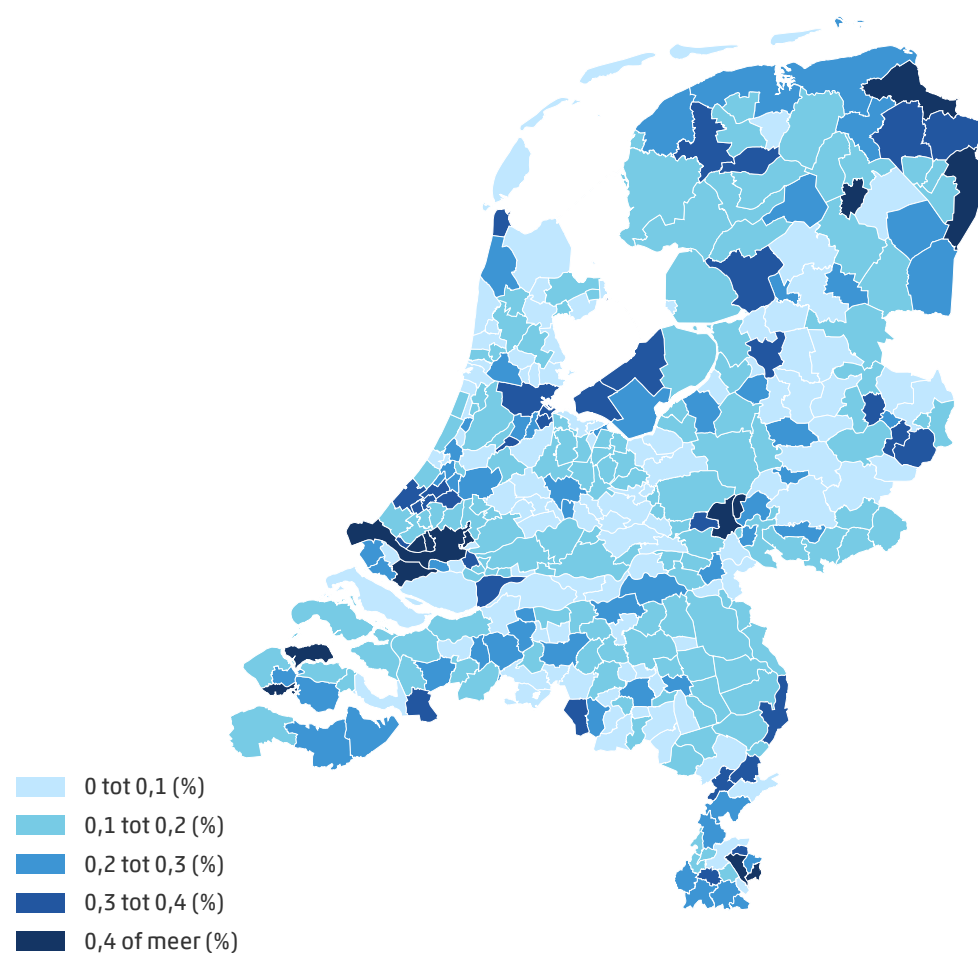 0 tot 0,1 (%)
0,1 tot 0,2 (%)
0,2 tot 0,3 (%)
0,3 tot 0,4 (%)
0,4 of meer (%)